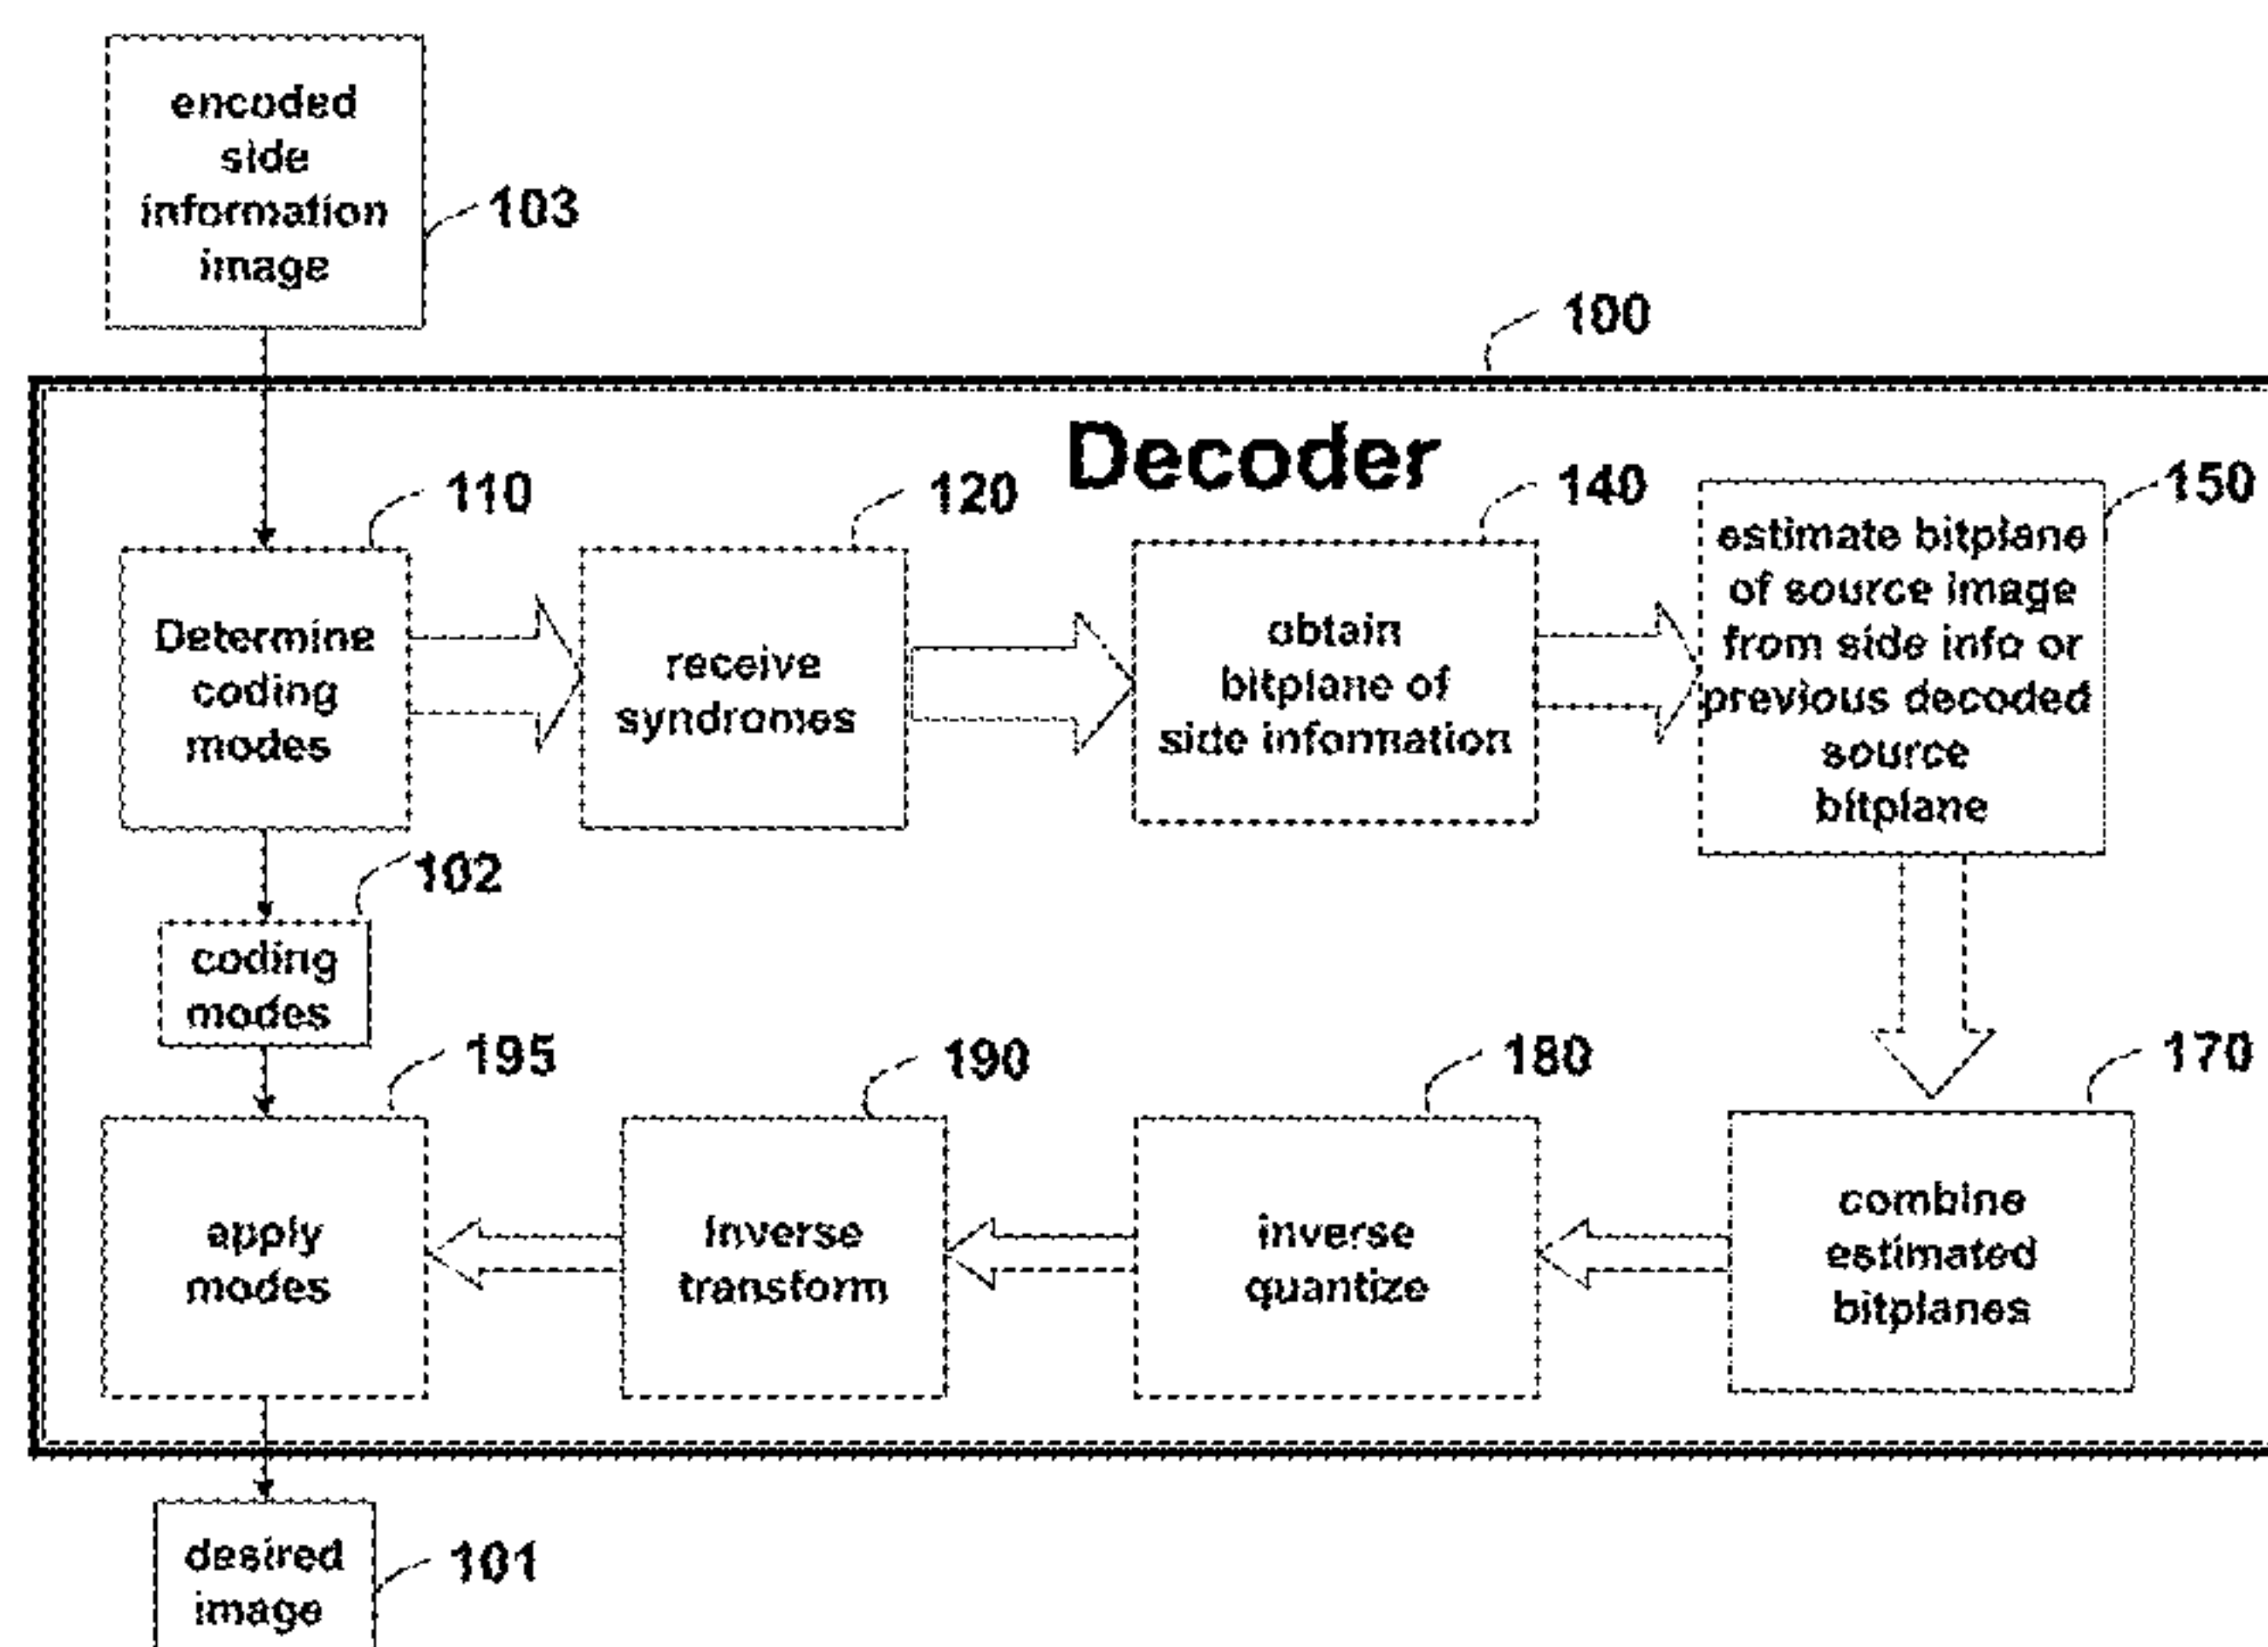 encoded
side
information
image
103
100
Decoder
110
120
140
150
Determine
coding
modes
receive
syndromes
obtain
bitplane of
side information
estimate bitplane
of source image
from side info or
previous decoded
source
bitplane
102
coding
modes
195
190
180
170
apply
modes
inverse
transform
inverse
quantize
combine
estimated
bitplanes
desired
image
101